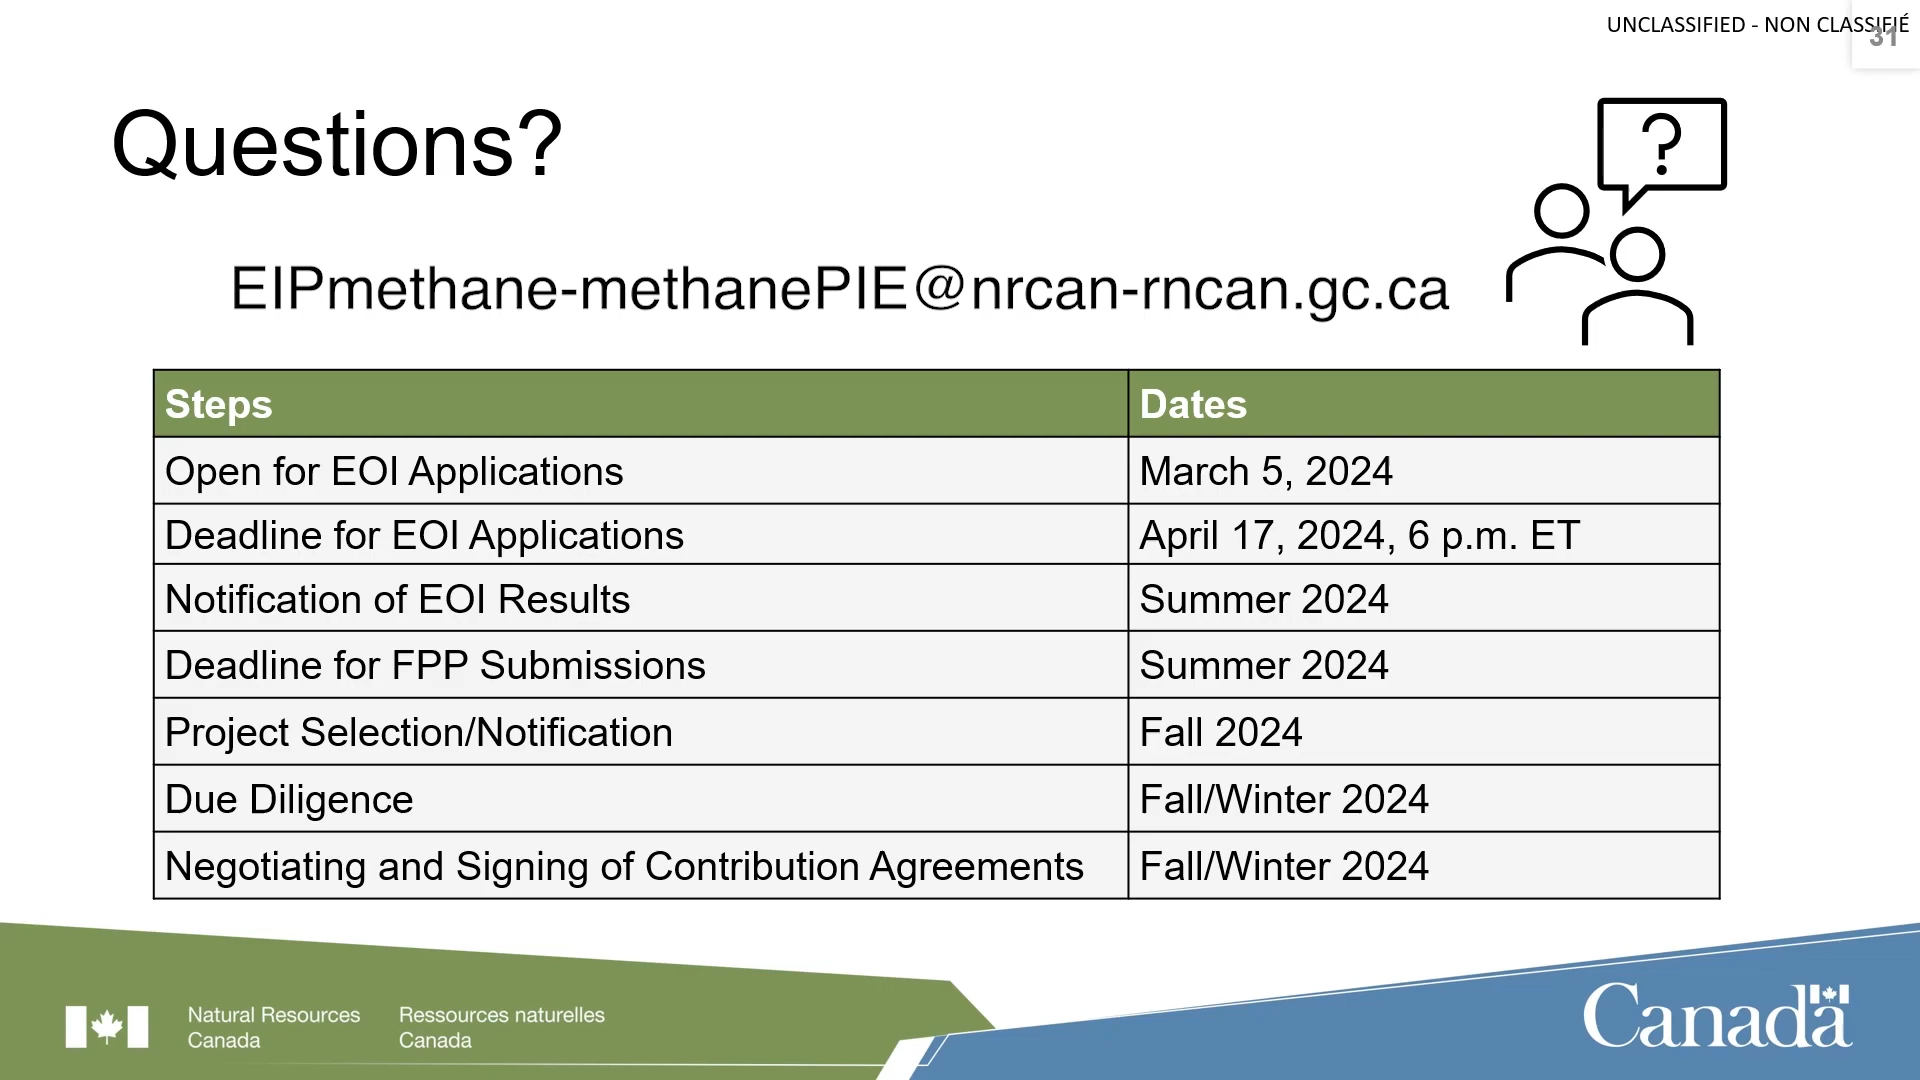 UNCLASSIFIED - NON CLASSIFIÉ
31
Questions?
?
EIPmethane-methanePIE@nrcan-rncan.gc.ca
Steps Dates
Open for EOI Applications March 5, 2024
Deadline for EOI Applications April 17, 2024, 6 p.m. ET
Notification of EOI Results Summer 2024
Deadline for FPP Submissions Summer 2024
Project Selection/Notification Fall 2024
Due Diligence Fall/Winter 2024
Negotiating and Signing of Contribution Agreements Fall/Winter 2024
Natural Resources Ressources naturelles
Canada Canada
Canada